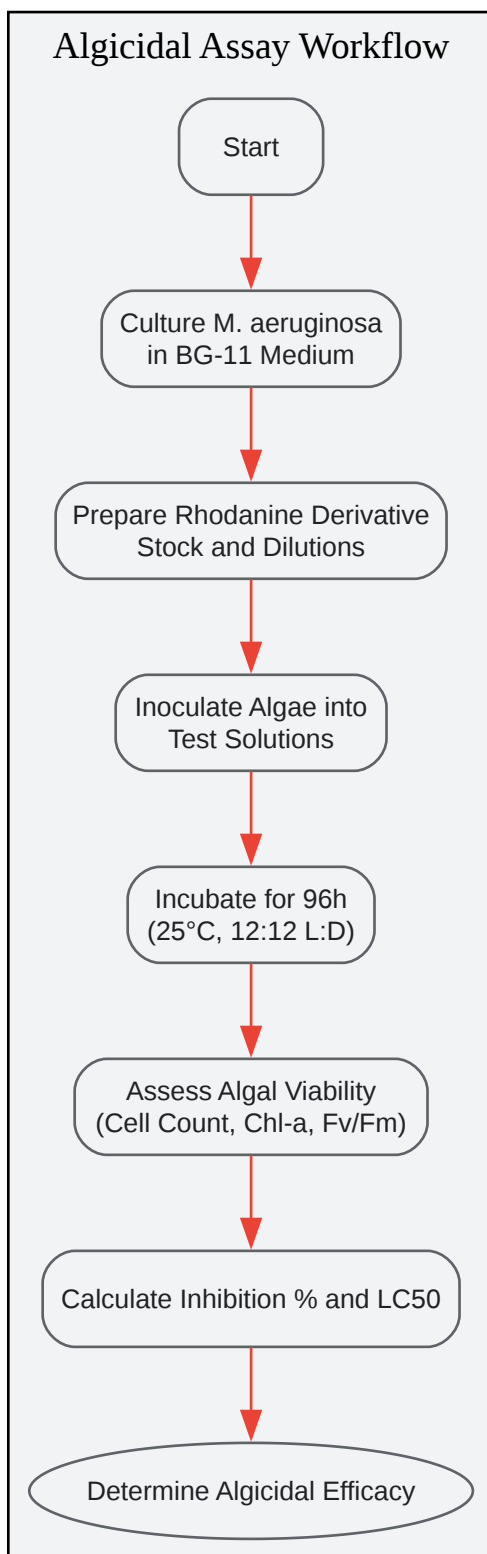 Algicidal Assay Workflow
Start
Culture M. aeruginosa
in BG-11 Medium
Prepare Rhodanine Derivative
Stock and Dilutions
Inoculate Algae into
Test Solutions
Incubate for 96h
(25°C, 12:12 L:D)
Assess Algal Viability
(Cell Count, Chl-a, Fv/Fm)
Calculate Inhibition % and LC50
Determine Algicidal Efficacy